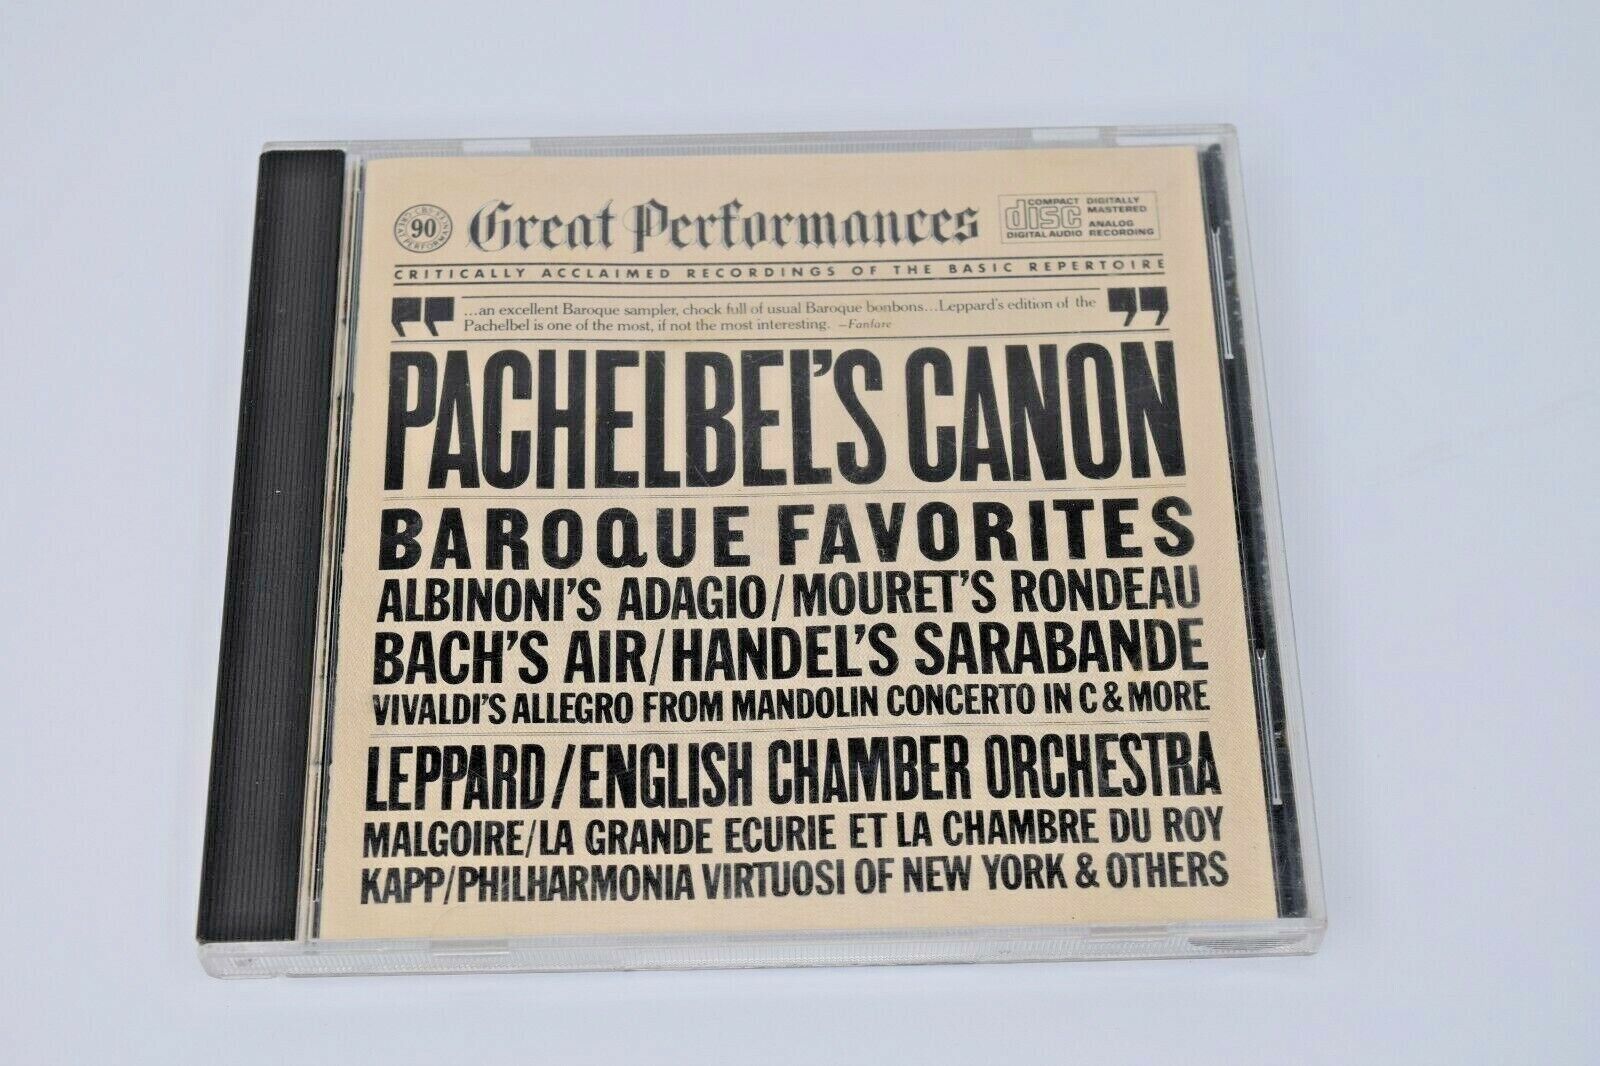 CBS GREAT PERFORMANCES
90
Great Performances
COMPACT
disc
DIGITAL AUDIO
DIGITALLY
MASTERED
ANALOG
RECORDING
CRITICALLY ACCLAIMED RECORDINGS OF THE BASIC REPERTOIRE
“ ...an excellent Baroque sampler, chock full of usual Baroque bonbons...Leppard's edition of the
Pachelbel is one of the most, if not the most interesting. –Fanfare ”
PACHELBEL'S CANON
BAROQUE FAVORITES
ALBINONI'S ADAGIO/MOURET'S RONDEAU
BACH'S AIR/HANDEL'S SARABANDE
VIVALDI'S ALLEGRO FROM MANDOLIN CONCERTO IN C & MORE
LEPPARD/ENGLISH CHAMBER ORCHESTRA
MALGOIRE/LA GRANDE ECURIE ET LA CHAMBRE DU ROY
KAPP/PHILHARMONIA VIRTUOSI OF NEW YORK & OTHERS